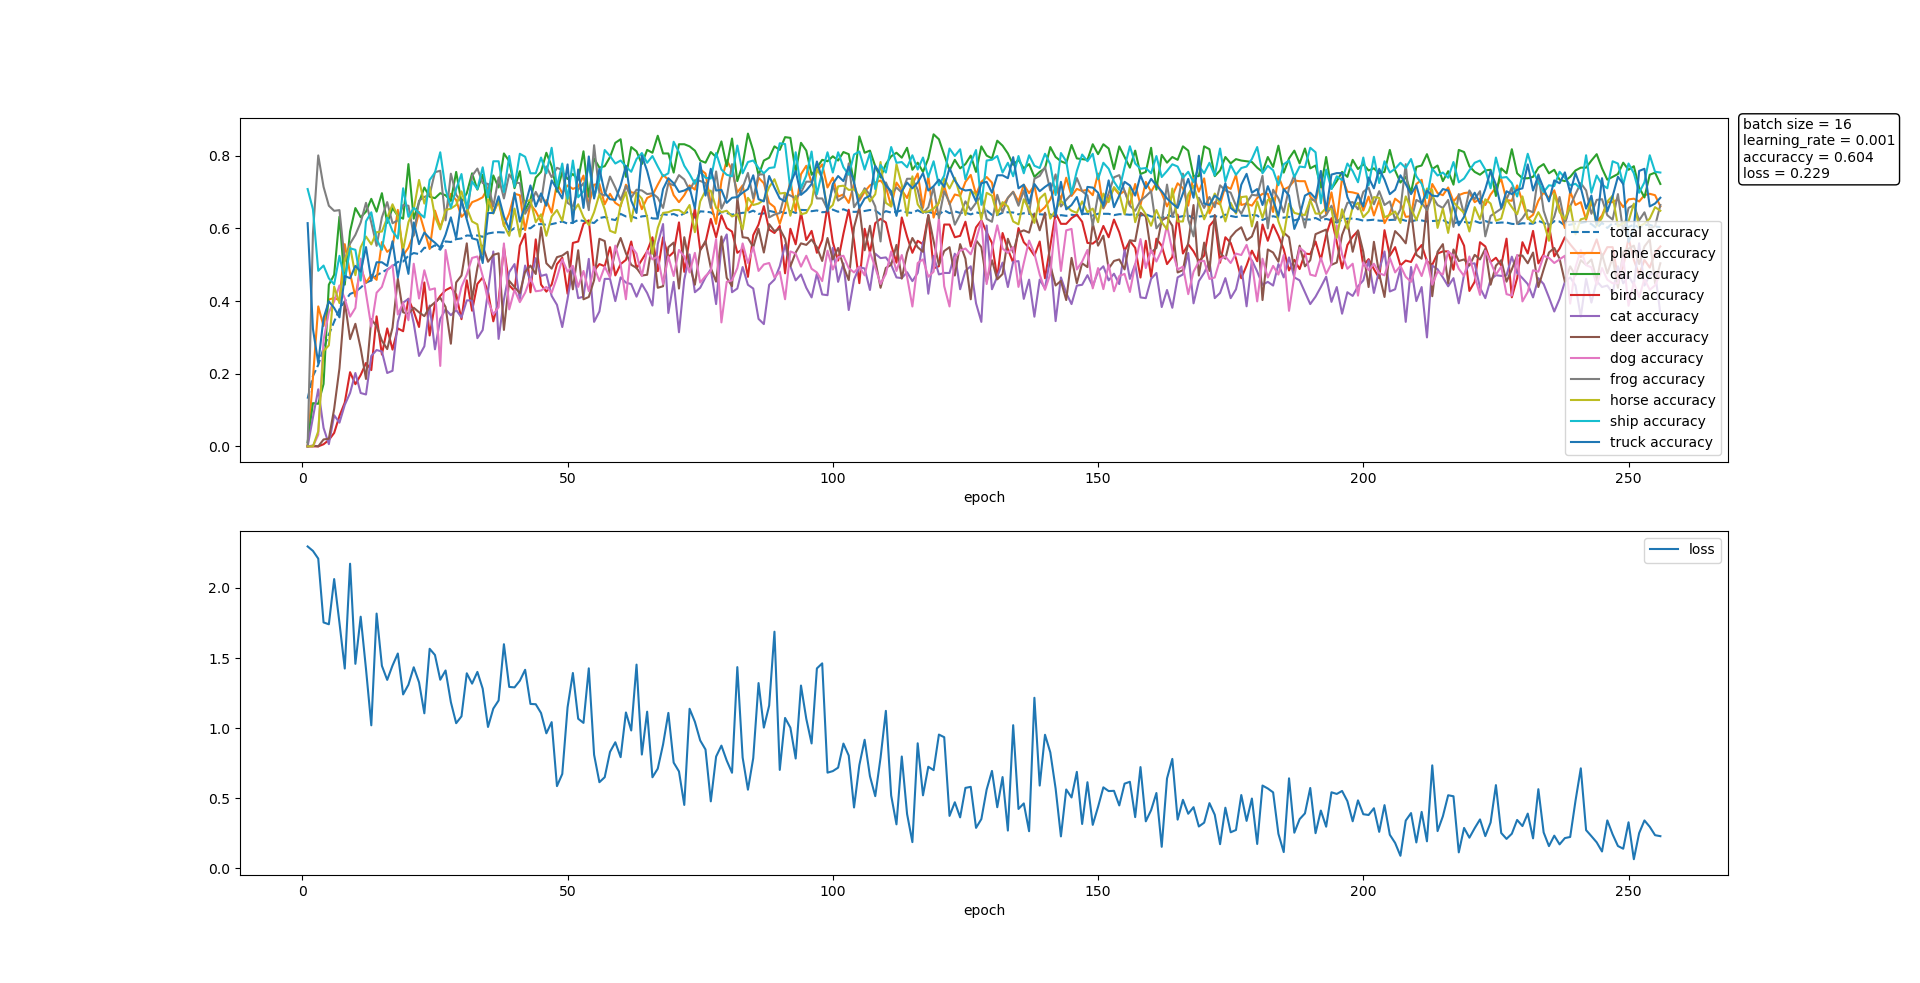 batch size = 16
learning_rate = 0.001
accuraccy = 0.604
loss = 0.229
0.8
0.6
0.4
0.2
0.0
total accuracy
plane accuracy
car accuracy
bird accuracy
cat accuracy
deer accuracy
dog accuracy
frog accuracy
horse accuracy
ship accuracy
truck accuracy
0 50 100 150 200 250
epoch
loss
2.0
1.5
1.0
0.5
0.0
0 50 100 150 200 250
epoch